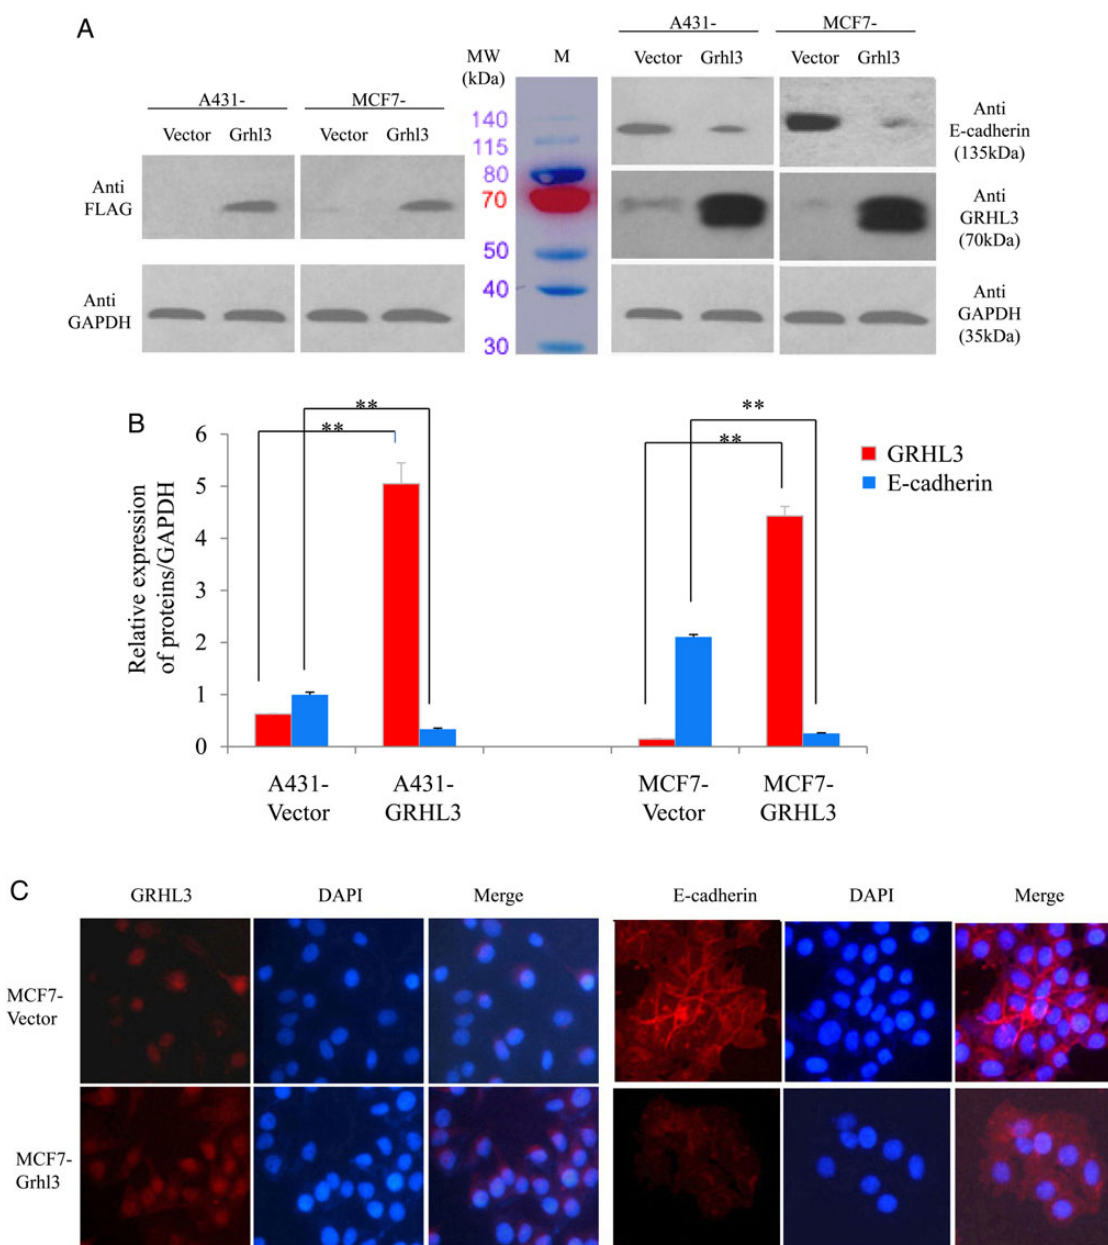 A
A431-
MCF7-
Vector
Grhl3
Vector
Grhl3
Anti
FLAG
Anti
GAPDH
MW
(kDa)
M
140
115
80
70
50
40
30
A431-
MCF7-
Vector
Grhl3
Vector
Grhl3
Anti
E-cadherin
(135kDa)
Anti
GRHL3
(70kDa)
Anti
GAPDH
(35kDa)
B
Relative expression
of proteins/GAPDH
6
5
4
3
2
1
0
**
**
**
**
GRHL3
E-cadherin
A431-
Vector
A431-
GRHL3
MCF7-
Vector
MCF7-
GRHL3
C
GRHL3
DAPI
Merge
E-cadherin
DAPI
Merge
MCF7-
Vector
MCF7-
Grhl3